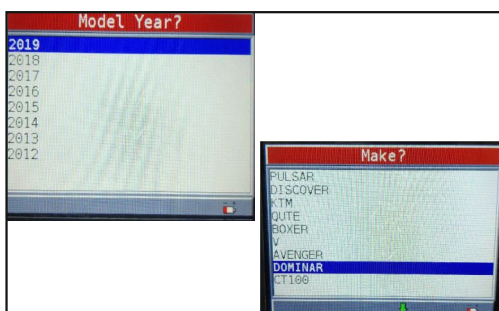 Model Year?
2019
2018
2017
2016
2015
2014
2013
2012
Make?
PULSAR
DISCOVER
KTM
QUTE
BOXER
V
AVENGER
DOMINAR
CT100